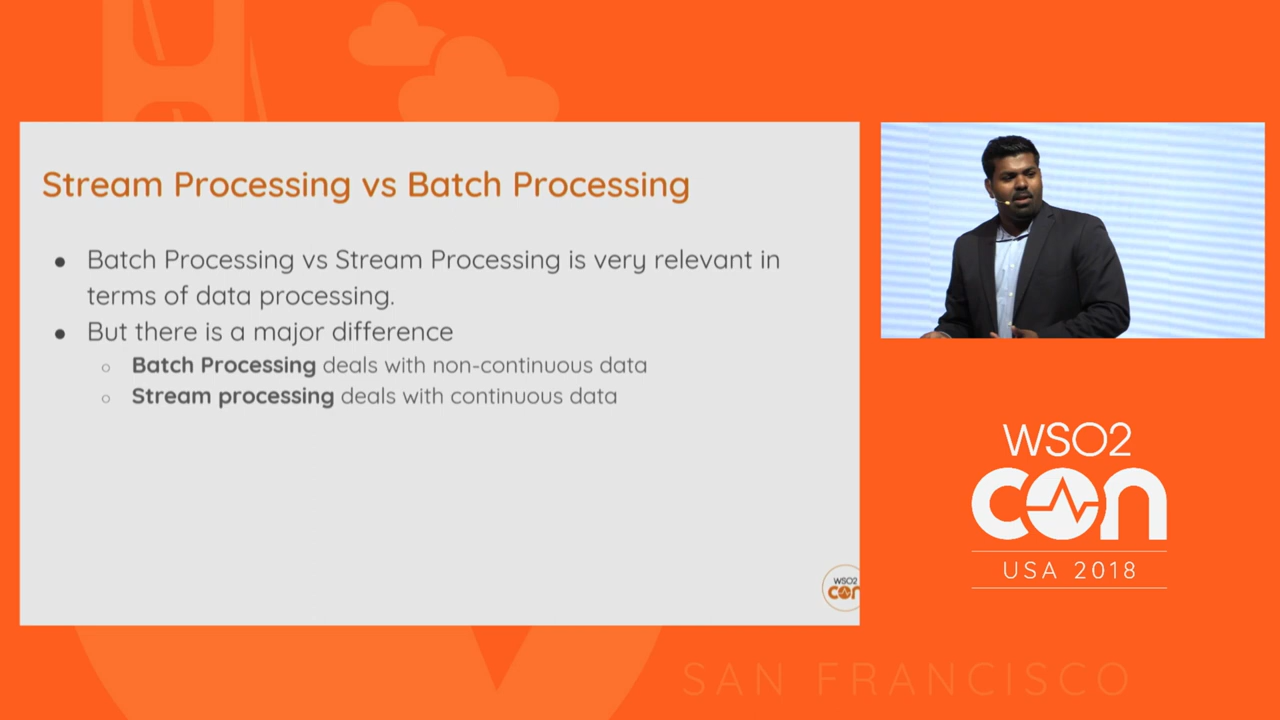 Stream Processing vs Batch Processing
● Batch Processing vs Stream Processing is very relevant in
terms of data processing.
● But there is a major difference
○ Batch Processing deals with non-continuous data
○ Stream processing deals with continuous data
WSO2
con
WSO2
con
USA 2018
SAN FRANCISCO